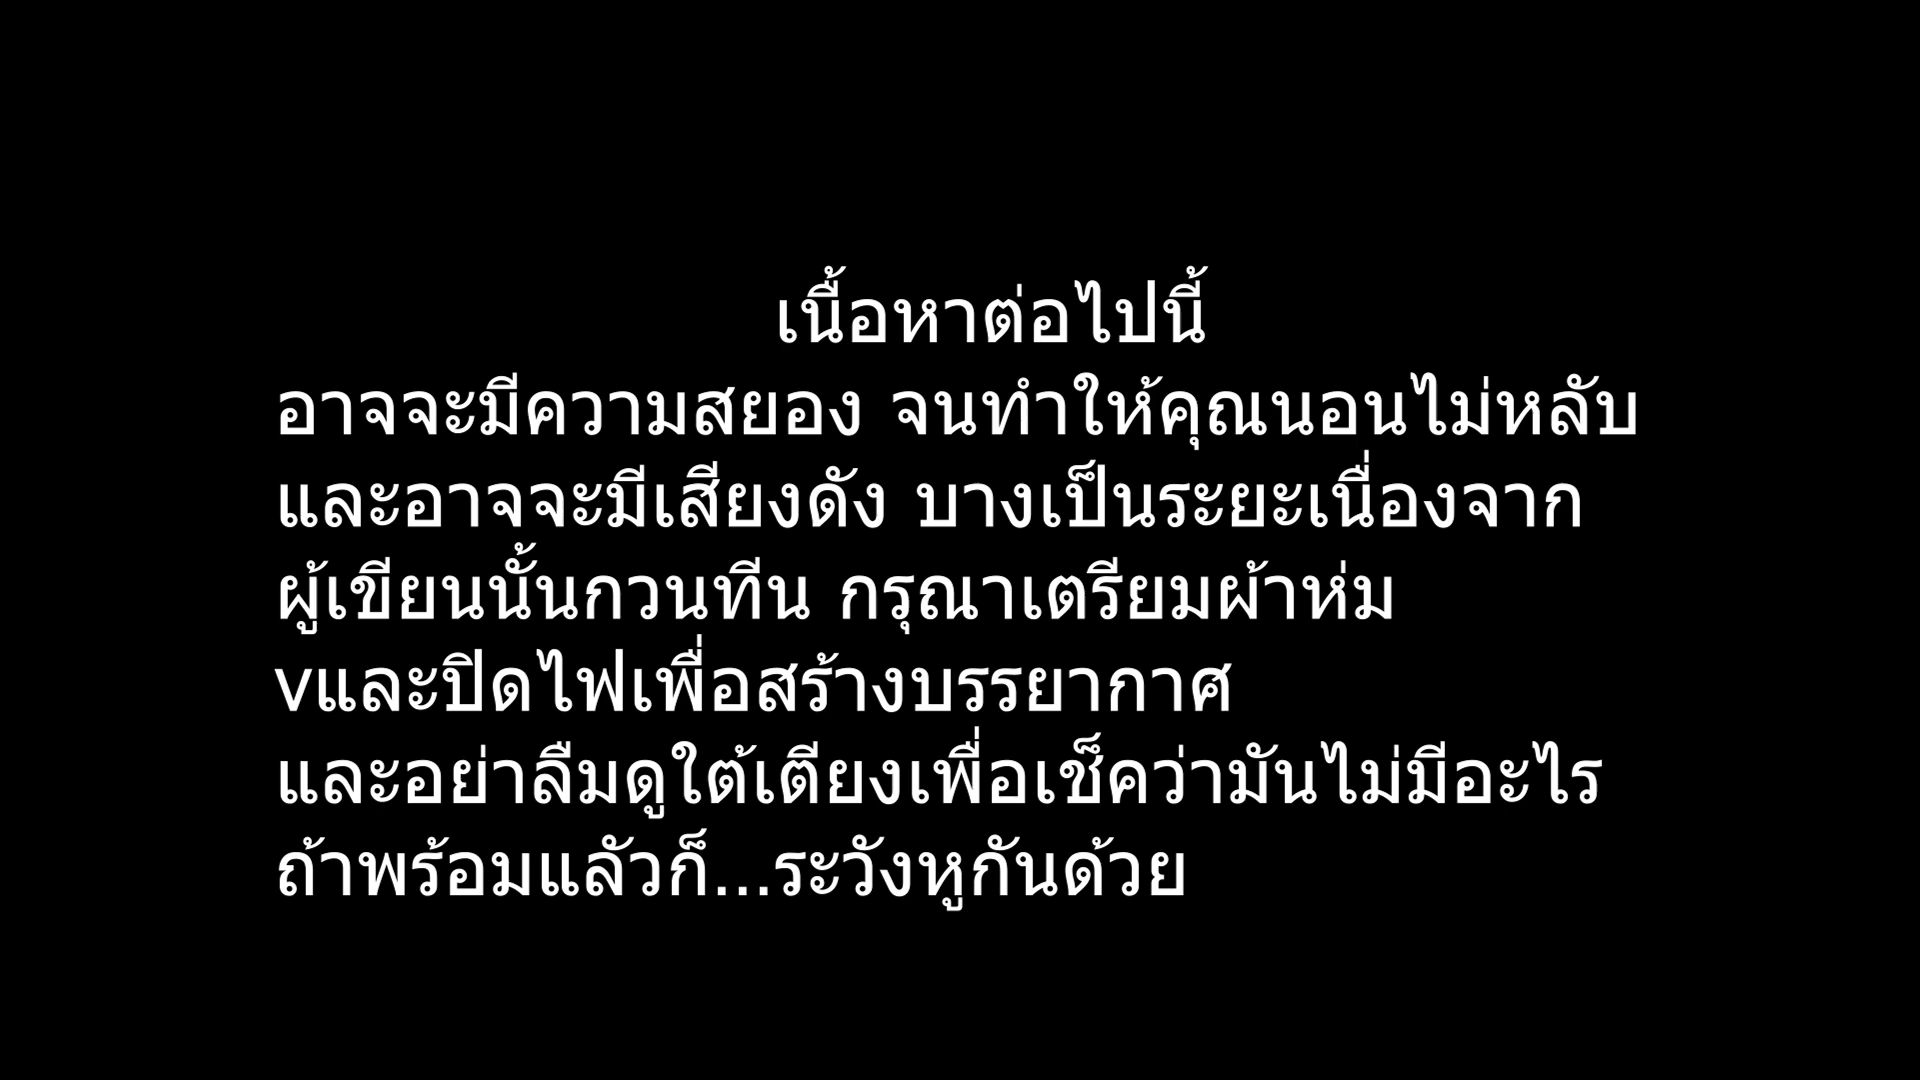 เนื้อหาต่อไปนี้
อาจจะมีความสยอง จนทำให้คุณนอนไม่หลับ
และอาจจะมีเสียงดัง บางเป็นระยะเนื่องจาก
ผู้เขียนนั้นกวนทีน กรุณาเตรียมผ้าห่ม
vและปิดไฟเพื่อสร้างบรรยากาศ
และอย่าลืมดูใต้เตียงเพื่อเช็คว่ามันไม่มีอะไร
ถ้าพร้อมแลัวก็...ระวังหูกันด้วย